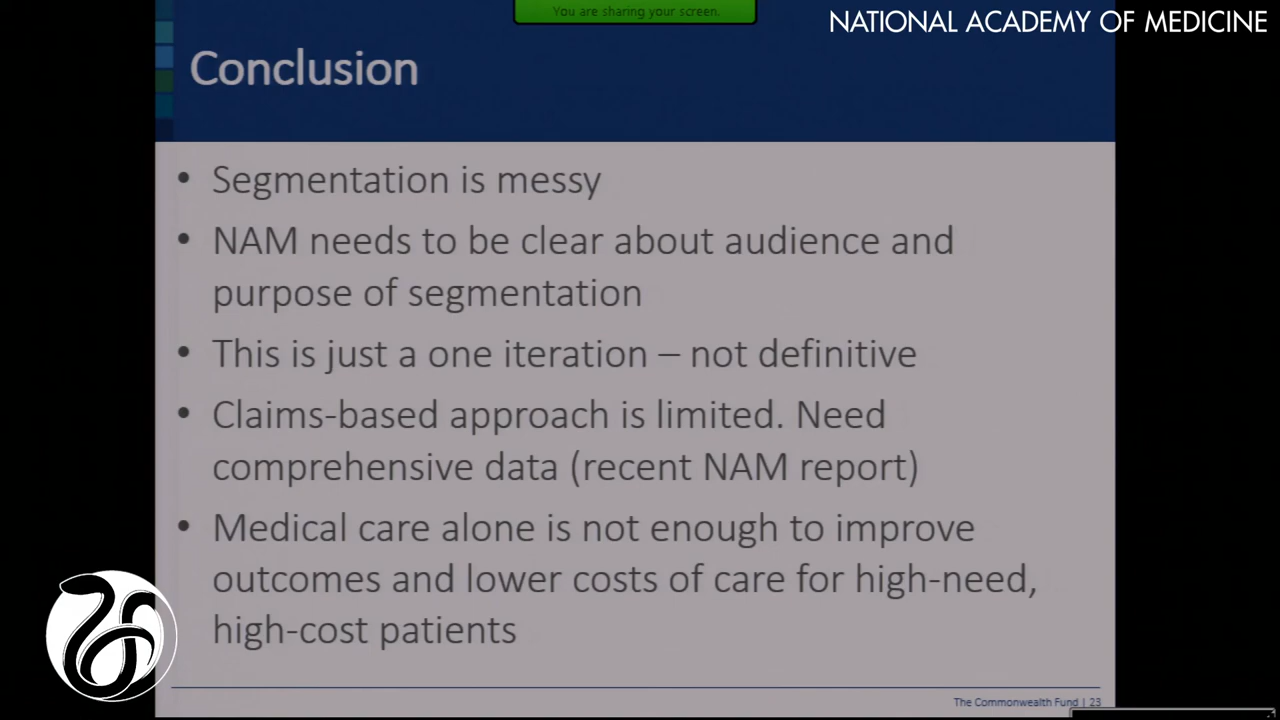 You are sharing your screen.
NATIONAL ACADEMY OF MEDICINE
Conclusion
• Segmentation is messy
• NAM needs to be clear about audience and
purpose of segmentation
• This is just a one iteration – not definitive
• Claims-based approach is limited. Need
comprehensive data (recent NAM report)
• Medical care alone is not enough to improve
outcomes and lower costs of care for high-need,
high-cost patients
The Commonwealth Fund | 23